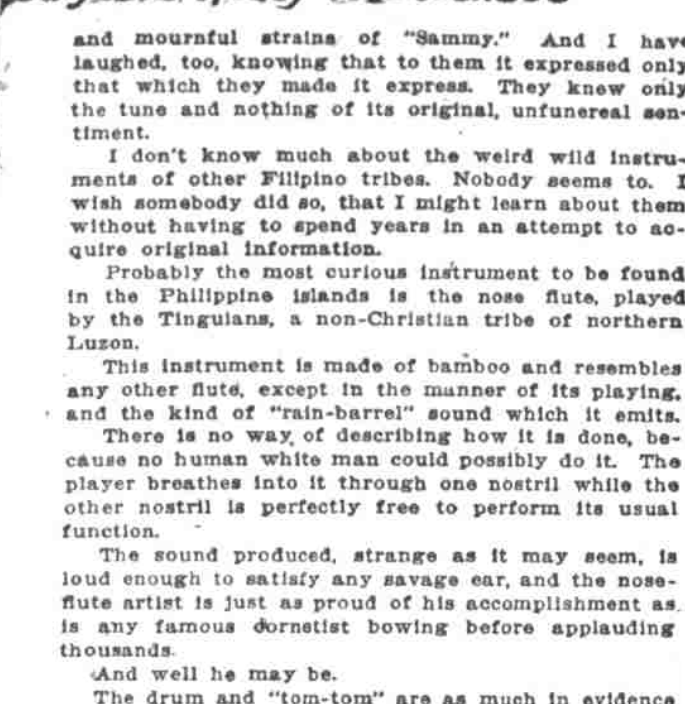 and mournful strains of "Sammy." And I have
laughed, too, knowing that to them it expressed only
that which they made it express. They knew only
the tune and nothing of its original, unfunereal sen-
timent.
I don't know much about the weird wild instru-
ments of other Filipino tribes. Nobody seems to. I
wish somebody did so, that I might learn about them
without having to spend years in an attempt to ac-
quire original information.
Probably the most curious instrument to be found
in the Philippine islands is the nose flute, played
by the Tinguians, a non-Christian tribe of northern
Luzon.
This instrument is made of bamboo and resembles
any other flute, except in the manner of its playing,
and the kind of "rain-barrel" sound which it emits.
There is no way of describing how it is done, be-
cause no human white man could possibly do it. The
player breathes into it through one nostril while the
other nostril is perfectly free to perform its usual
function.
The sound produced, strange as it may seem, is
loud enough to satisfy any savage ear, and the nose-
flute artist is just as proud of his accomplishment as
is any famous cornetist bowing before applauding
thousands.
And well he may be.
The drum and "tom-tom" are as much in evidence